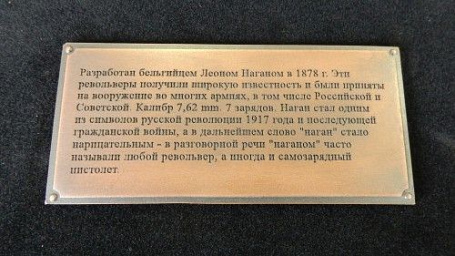 Разработан бельгийцем Леоном Наганом в 1878 г. Эти
револьверы получили широкую известность и были приняты
на вооружение во многих армиях, в том числе Российской и
Советской. Калибр 7,62 mm. 7 зарядов. Наган стал одним
из символов русской революции 1917 года и последующей
гражданской войны, а в дальнейшем слово "наган" стало
нарицательным - в разговорной речи "наганом" часто
называли любой револьвер, а иногда и самозарядный
пистолет.